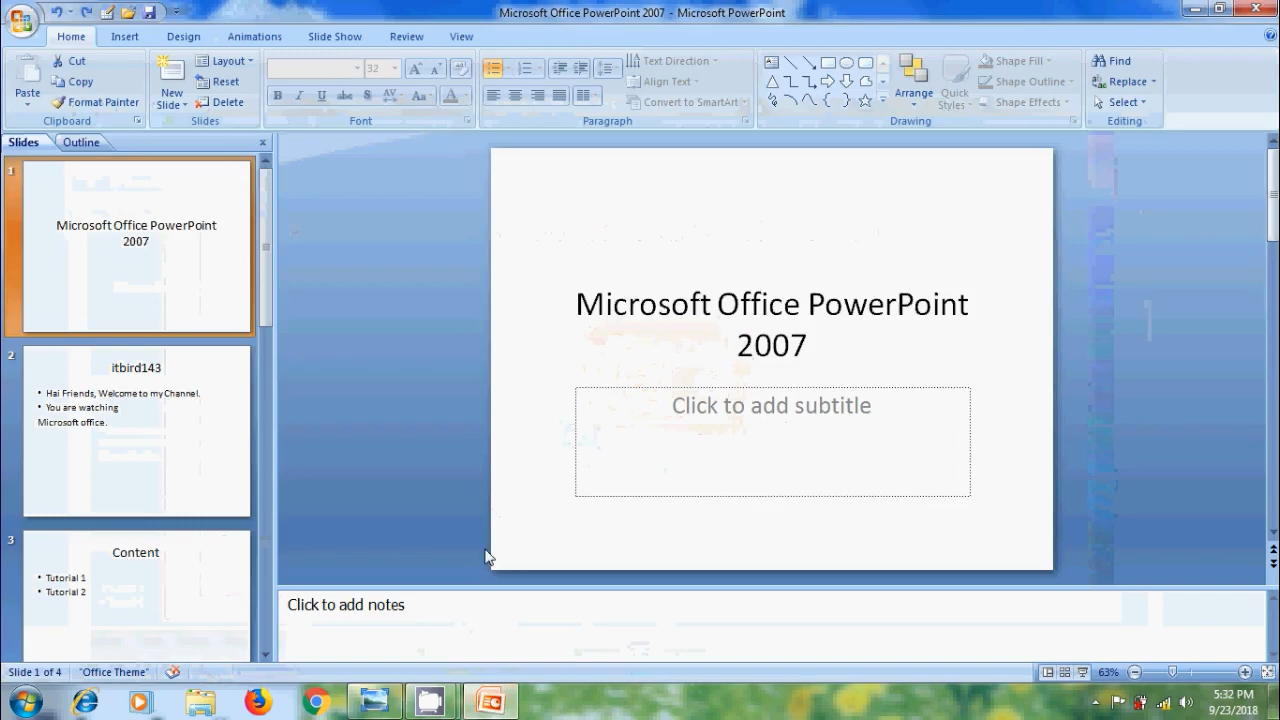 Microsoft Office PowerPoint 2007 - Microsoft PowerPoint
Home Insert Design Animations Slide Show Review View
Paste
Cut
Copy
Format Painter
Clipboard
New
Slide
Layout
Reset
Delete
Slides
32
B I U abc S AV Aa A
Font
Text Direction
Align Text
Convert to SmartArt
Paragraph
Arrange
Quick
Styles
Shape Fill
Shape Outline
Shape Effects
Drawing
Find
Replace
Select
Editing
Slides Outline
1
Microsoft Office PowerPoint
2007
2
itbird143
• Hai Friends, Welcome to my Channel.
• You are watching
Microsoft office.
3
Content
• Tutorial 1
• Tutorial 2
Microsoft Office PowerPoint
2007
Click to add subtitle
Click to add notes
Slide 1 of 4 "Office Theme" 63%
5:32 PM
9/23/2018